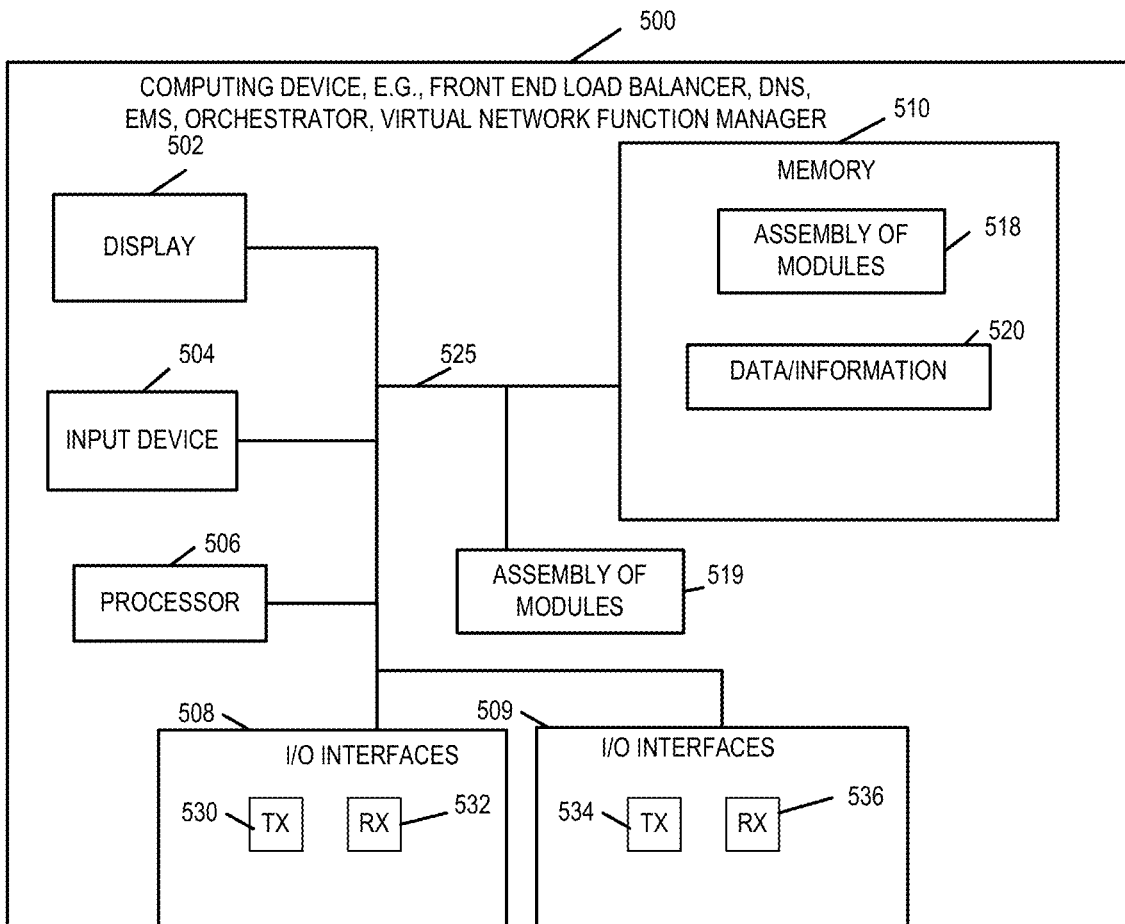 500
COMPUTING DEVICE, E.G., FRONT END LOAD BALANCER, DNS,
EMS, ORCHESTRATOR, VIRTUAL NETWORK FUNCTION MANAGER
502
510
DISPLAY
MEMORY
ASSEMBLY OF
MODULES
518
504
525
520
DATA/INFORMATION
INPUT DEVICE
506
PROCESSOR
ASSEMBLY OF
MODULES
519
508
I/O INTERFACES
530
TX
RX
532
509
I/O INTERFACES
534
TX
RX
536